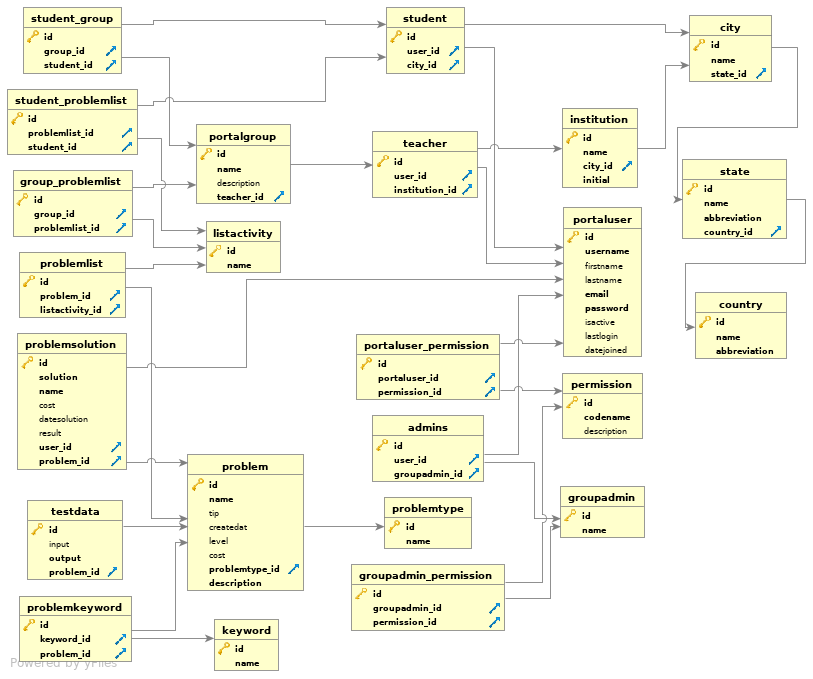 student_group
id
group_id
student_id
student
id
user_id
city_id
city
id
name
state_id
student_problemlist
id
problemlist_id
student_id
portalgroup
id
name
description
teacher_id
teacher
id
user_id
institution_id
institution
id
name
city_id
initial
state
id
name
abbreviation
country_id
group_problemlist
id
group_id
problemlist_id
listactivity
id
name
portaluser
id
username
firstname
lastname
email
password
isactive
lastlogin
datejoined
problemlist
id
problem_id
listactivity_id
country
id
name
abbreviation
problemsolution
id
solution
name
cost
datesolution
result
user_id
problem_id
portaluser_permission
id
portaluser_id
permission_id
permission
id
codename
description
admins
id
user_id
groupadmin_id
problem
id
name
tip
createdat
level
cost
problemtype_id
description
problemtype
id
name
groupadmin
id
name
testdata
id
input
output
problem_id
groupadmin_permission
id
groupadmin_id
permission_id
problemkeyword
id
keyword_id
problem_id
keyword
id
name
Powered by yFiles